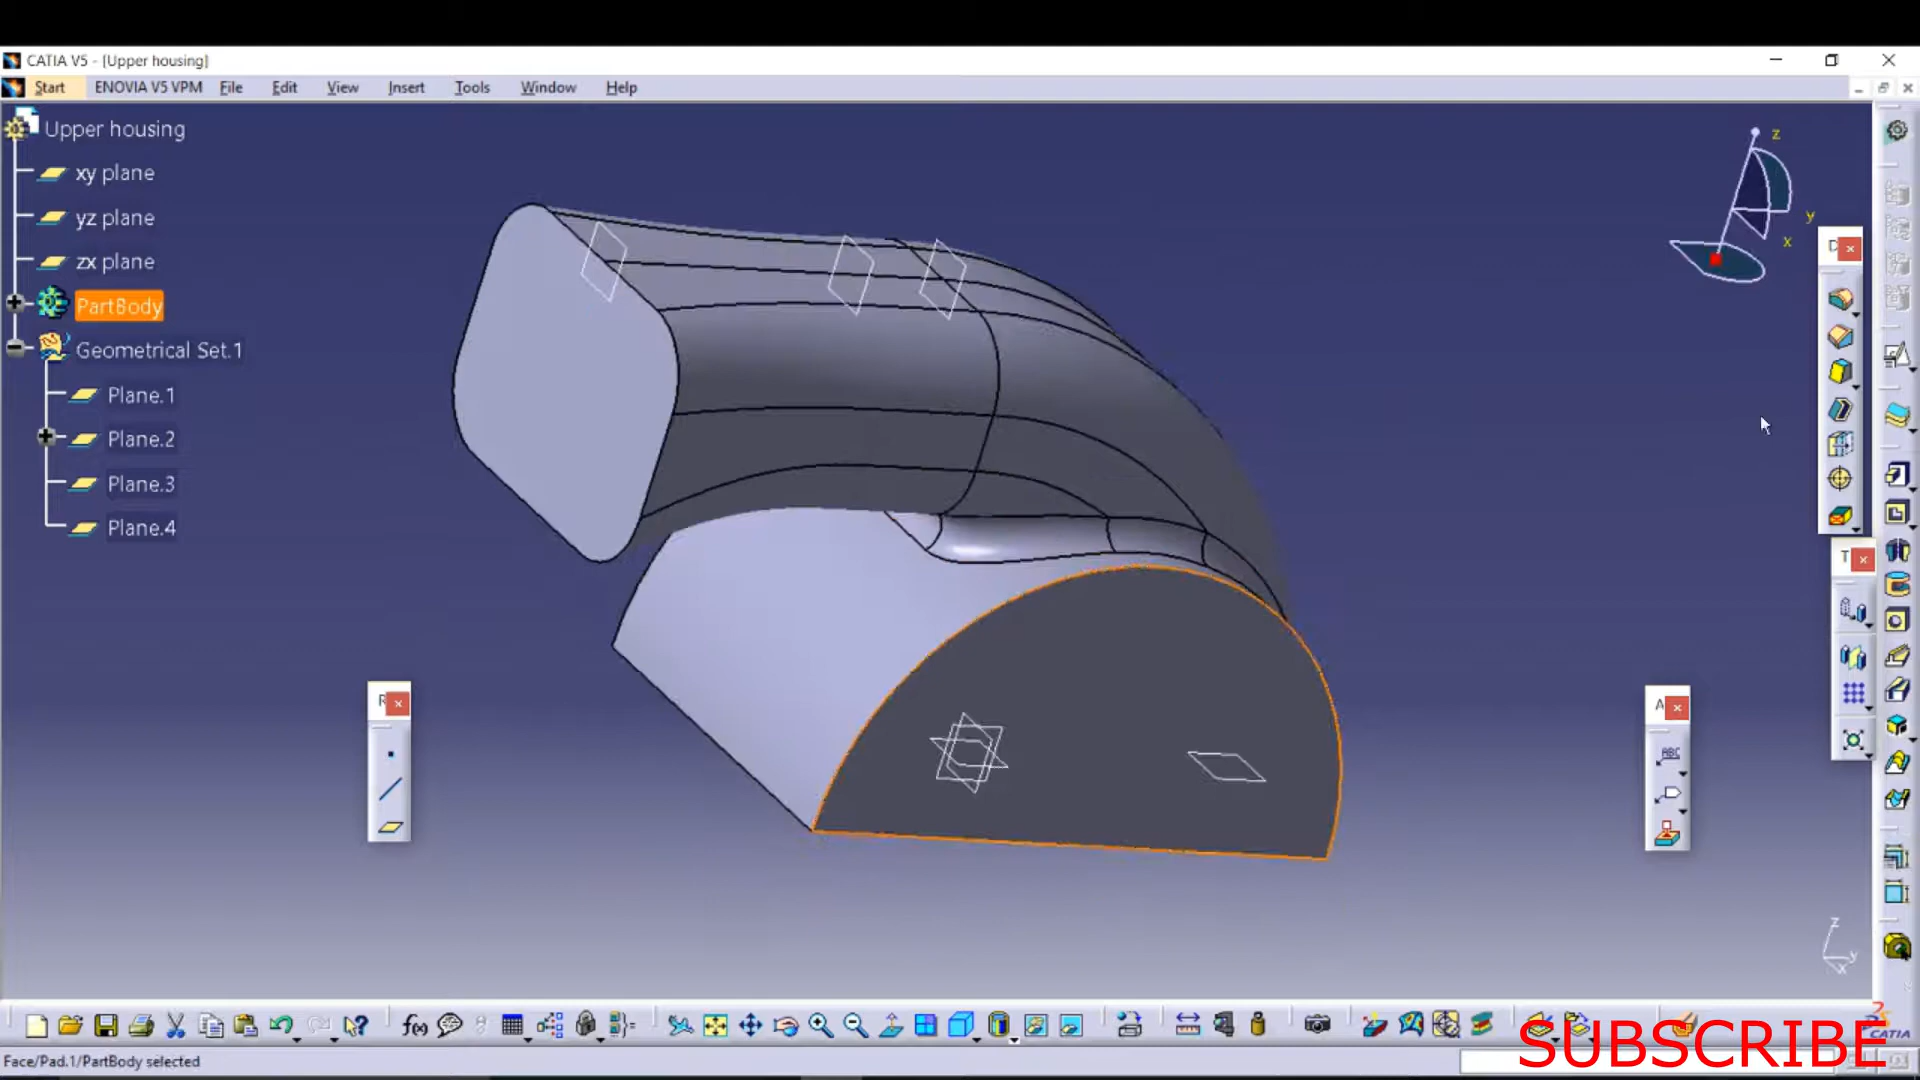 CATIA V5 - [Upper housing]
Start ENOVIA V5 VPM File Edit View Insert Tools Window Help
Upper housing
xy plane
yz plane
zx plane
PartBody
Geometrical Set.1
Plane.1
Plane.2
Plane.3
Plane.4
z
y
x
D
T
R
A
ABC
z
y
x
f(x)
CATIA
SUBSCRIBE
Face/Pad.1/PartBody selected